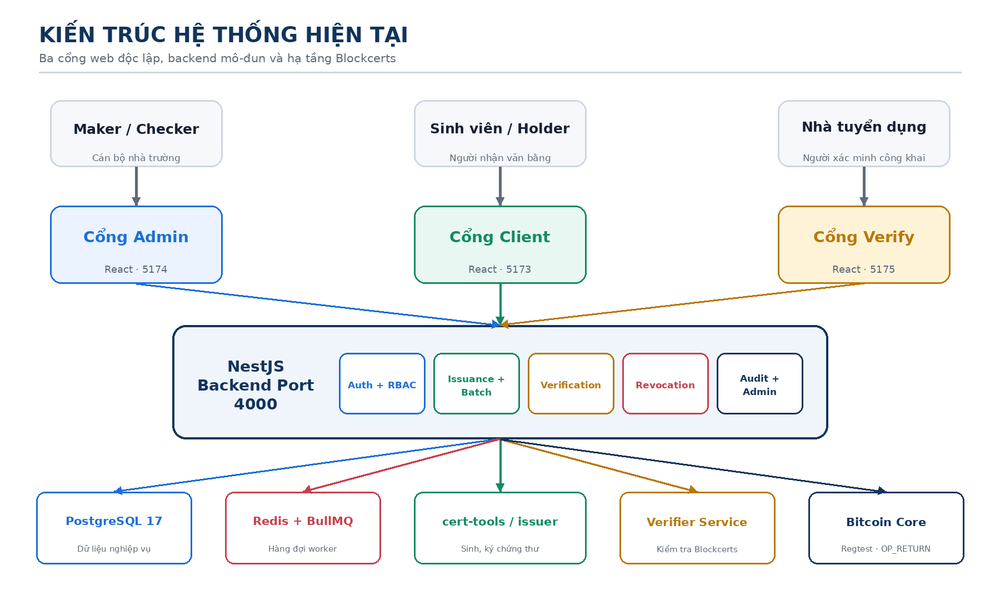 KIẾN TRÚC HỆ THỐNG HIỆN TẠI
Ba cổng web độc lập, backend mô-đun và hạ tầng Blockcerts
Maker / Checker
Cán bộ nhà trường
Sinh viên / Holder
Người nhận văn bằng
Nhà tuyển dụng
Người xác minh công khai
Cổng Admin
React · 5174
Cổng Client
React · 5173
Cổng Verify
React · 5175
NestJS
Backend Port
4000
Auth + RBAC
Issuance +
Batch
Verification
Revocation
Audit +
Admin
PostgreSQL 17
Dữ liệu nghiệp vụ
Redis + BullMQ
Hàng đợi worker
cert-tools / issuer
Sinh, ký chứng thư
Verifier Service
Kiểm tra Blockcerts
Bitcoin Core
Regtest · OP_RETURN